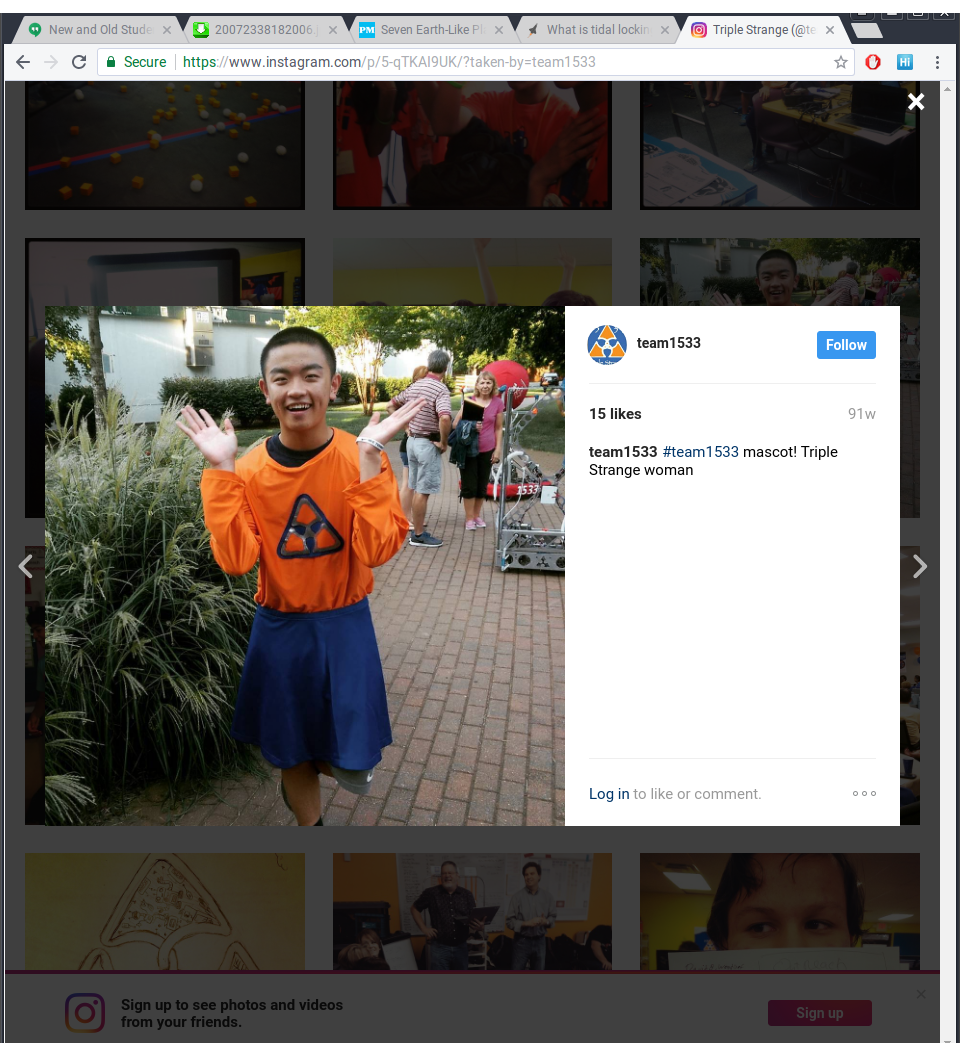 New and Old Stude
20072338182006.
Seven Earth-Like Pl
What is tidal lockin
Triple Strange (@te
Secure
https://www.instagram.com/p/5-qTKAI9UK/?taken-by=team1533
PM
Hi
1533
team1533
Follow
15 likes
91w
team1533 #team1533 mascot! Triple
Strange woman
Log in to like or comment.
Sign up to see photos and videos
from your friends.
Sign up